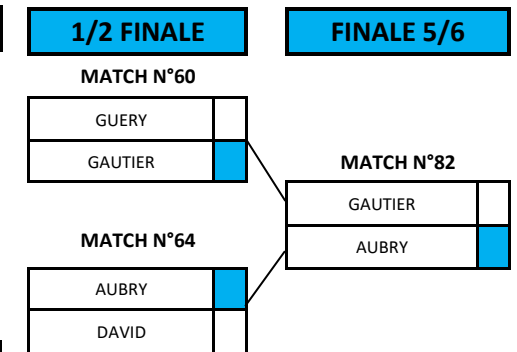 1/2 FINALE
FINALE 5/6
MATCH N°60
GUERY
GAUTIER
MATCH N°82
GAUTIER
AUBRY
MATCH N°64
AUBRY
DAVID